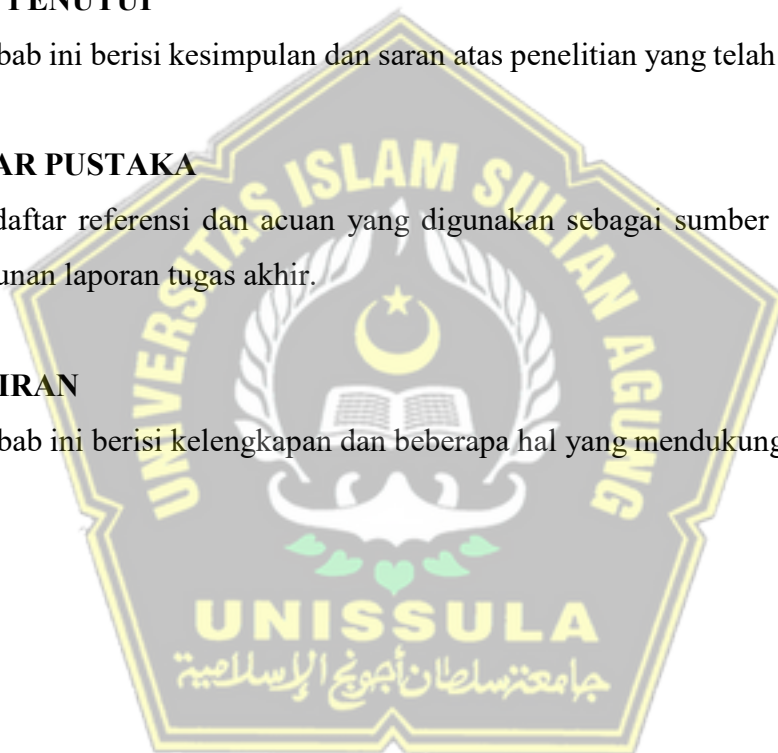 PENUTUP
bab ini berisi kesimpulan dan saran atas penelitian yang telah
AR PUSTAKA
daftar referensi dan acuan yang digunakan sebagai sumber
unan laporan tugas akhir.
IRAN
bab ini berisi kelengkapan dan beberapa hal yang mendukung
UNIVERSITAS ISLAM SULTAN AGUNG
UNISSULA
جامعة سلطان أجونج الإسلامية